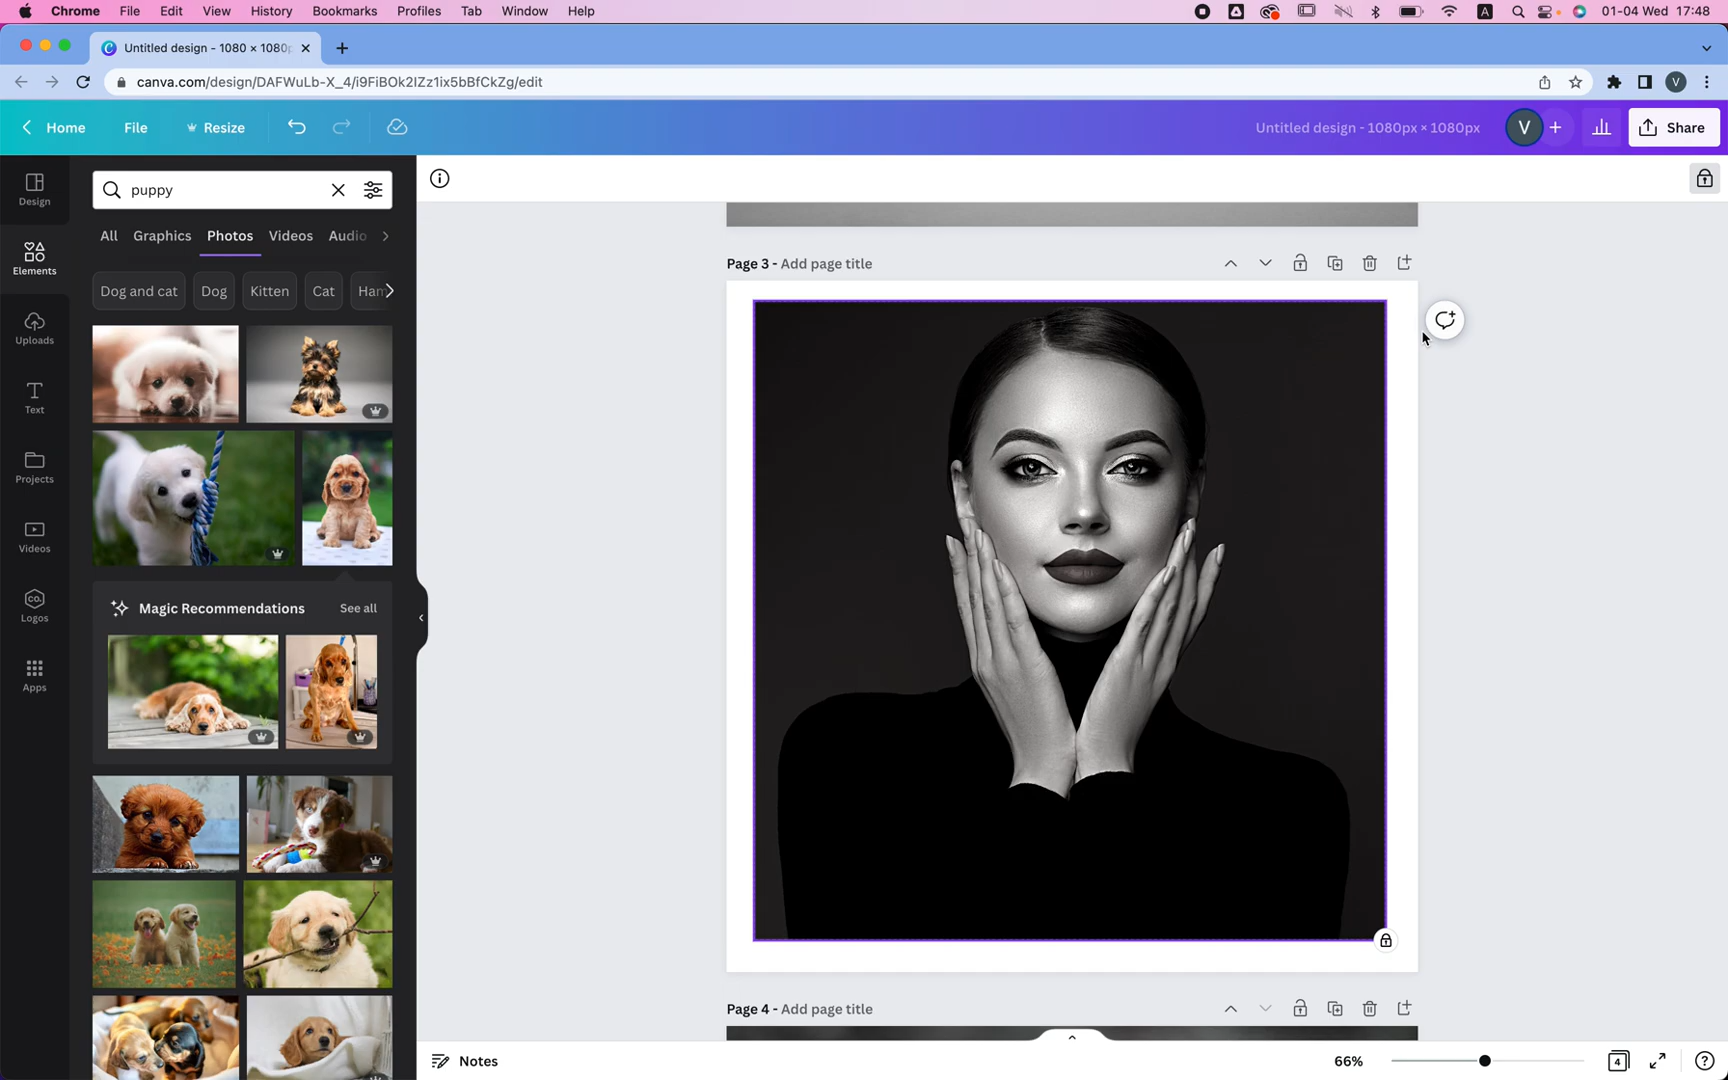 Chrome File Edit View History Bookmarks Profiles Tab Window Help A 01-04 Wed 17:48
Untitled design - 1080 × 1080p
canva.com/design/DAFWuLb-X_4/i9FiBOk2IZz1ix5bBfCkZg/edit V
Home File Resize Untitled design - 1080px × 1080px V + Share
Design
puppy
All Graphics Photos Videos Audio
Elements
Dog and cat Dog Kitten Cat Ham
Page 3 - Add page title
Uploads
Text
Projects
Videos
Magic Recommendations See all
CO.
Logos
Apps
Page 4 - Add page title
Notes 66% 4 ?